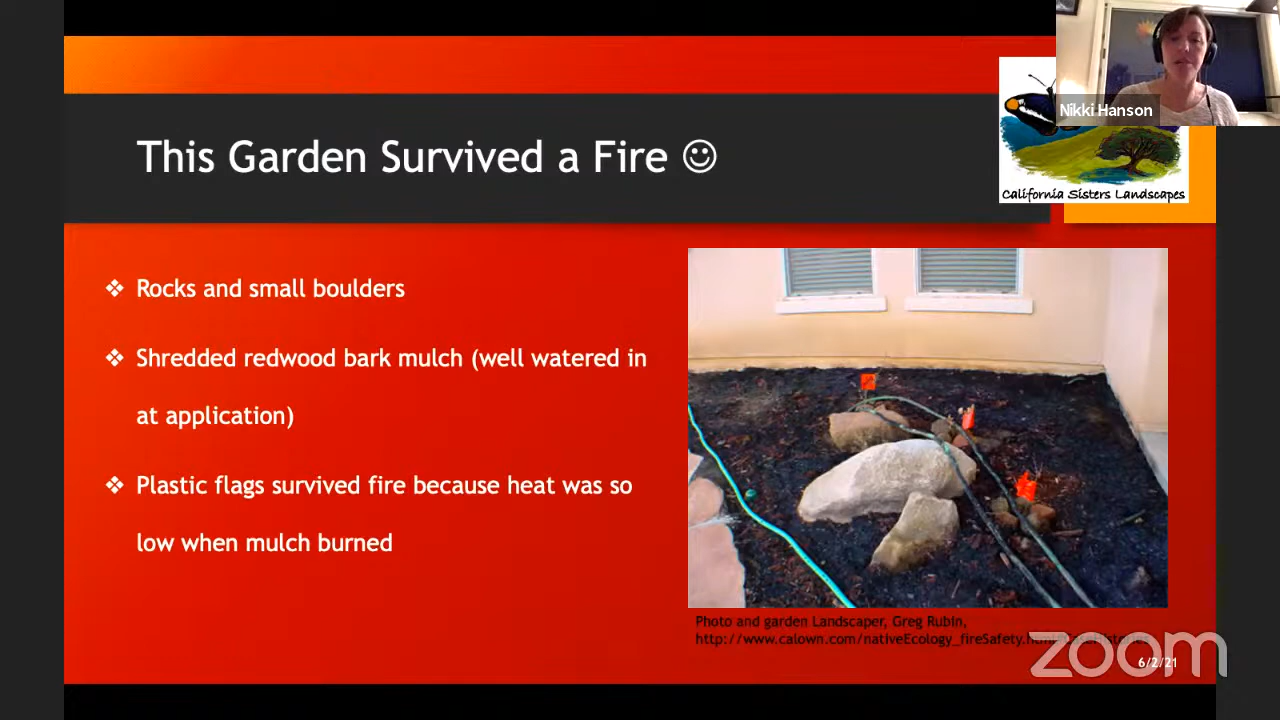 Nikki Hanson
This Garden Survived a Fire ☺
California Sisters Landscapes
❖ Rocks and small boulders
❖ Shredded redwood bark mulch (well watered in
at application)
❖ Plastic flags survived fire because heat was so
low when mulch burned
Photo and garden Landscaper, Greg Rubin,
http://www.calown.com/nativeEcology_fireSafety.html
zoom
6/2/21